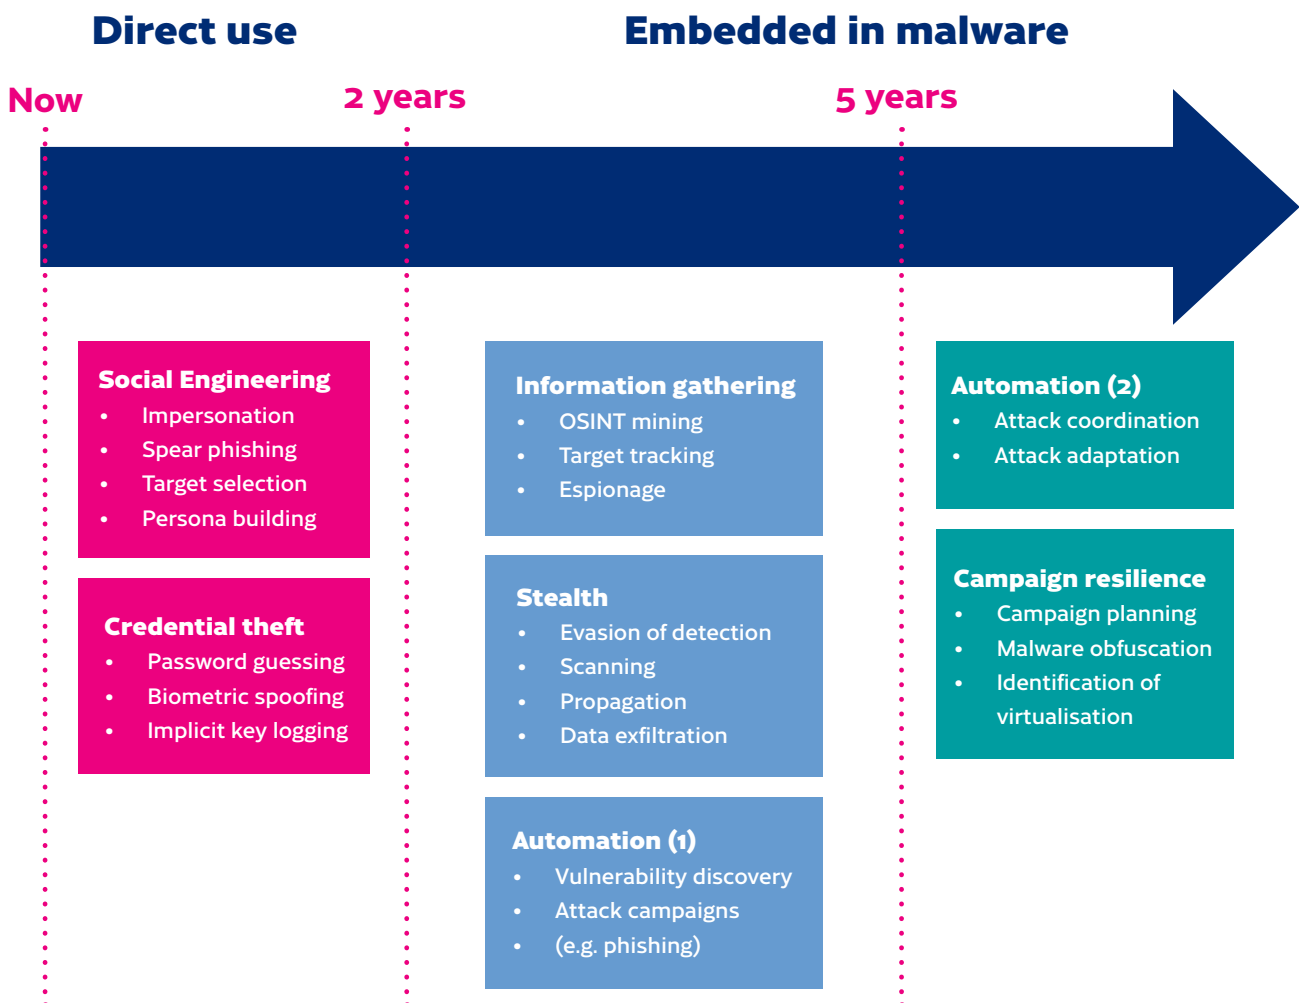 Direct use
Embedded in malware
Now
2 years
5 years
Social Engineering
• Impersonation
• Spear phishing
• Target selection
• Persona building
Credential theft
• Password guessing
• Biometric spoofing
• Implicit key logging
Information gathering
• OSINT mining
• Target tracking
• Espionage
Stealth
• Evasion of detection
• Scanning
• Propagation
• Data exfiltration
Automation (1)
• Vulnerability discovery
• Attack campaigns
• (e.g. phishing)
Automation (2)
• Attack coordination
• Attack adaptation
Campaign resilience
• Campaign planning
• Malware obfuscation
• Identification of
virtualisation